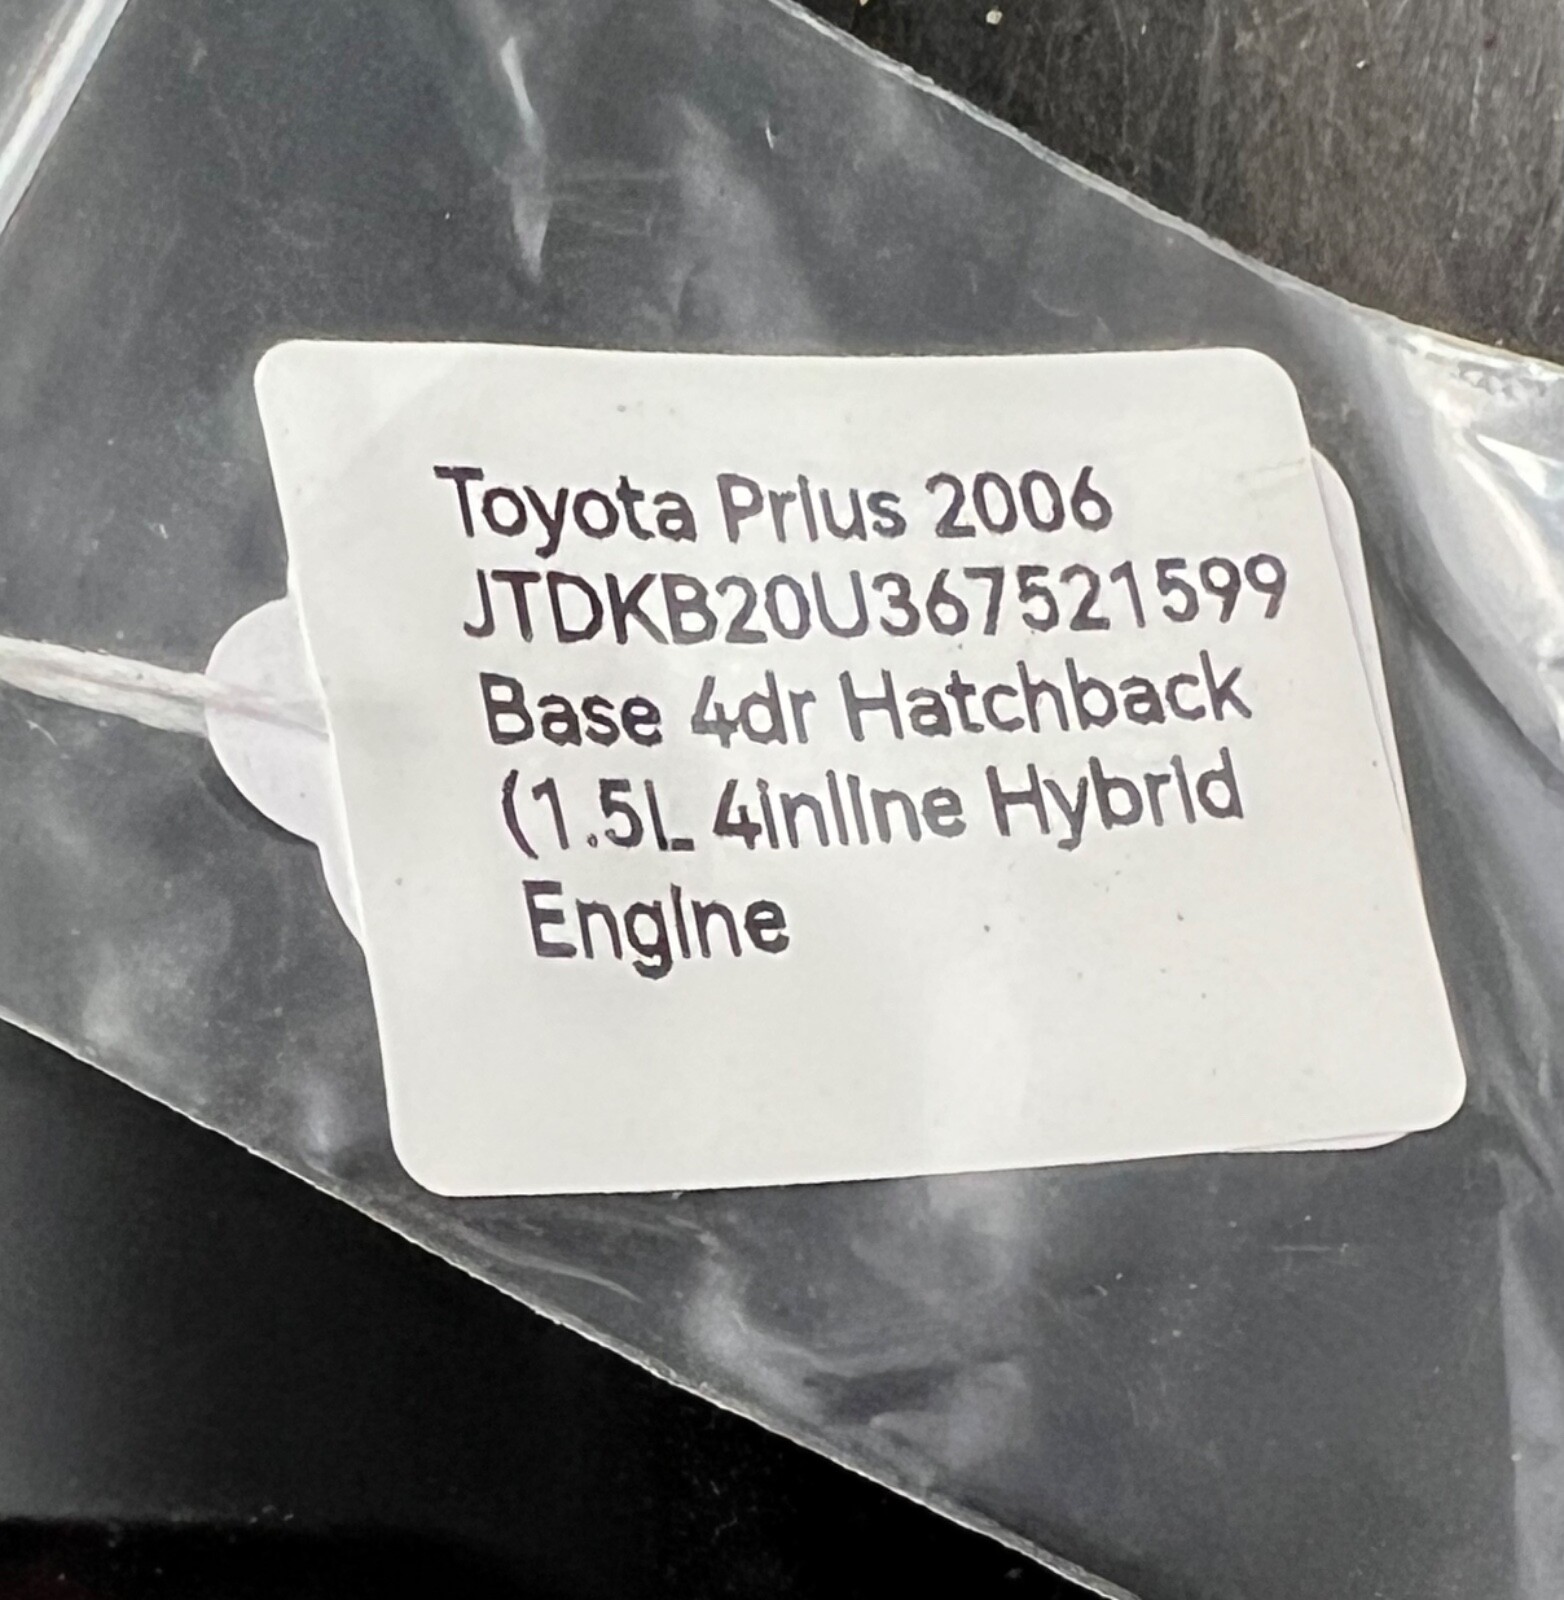 Toyota Prius 2006
JTDKB20U367521599
Base 4dr Hatchback
(1.5L 4inline Hybrid
Engine